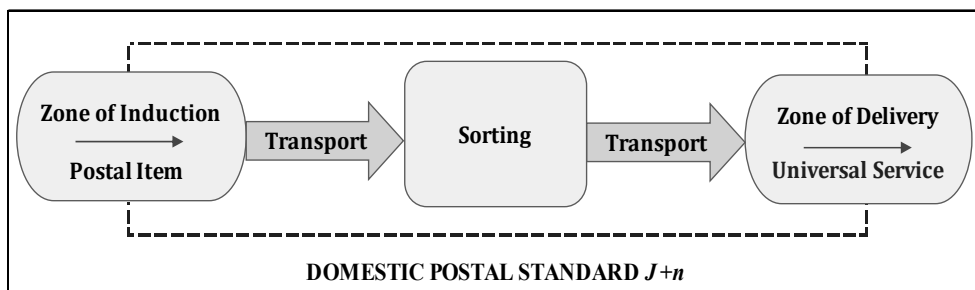 Zone of Induction
Postal Item
Transport
Sorting
Transport
Zone of Delivery
Universal Service
DOMESTIC POSTAL STANDARD J+n